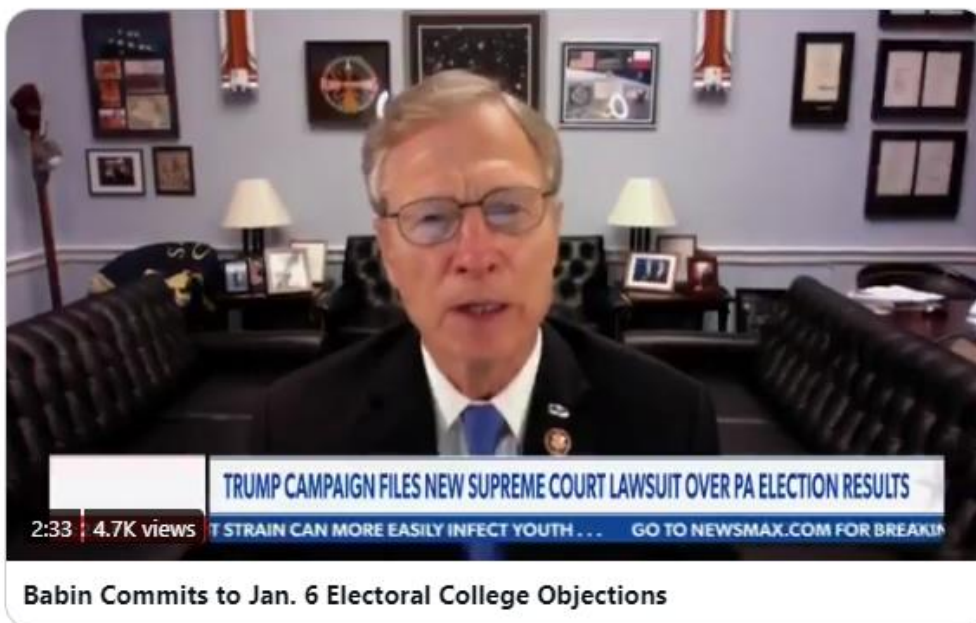 TRUMP CAMPAIGN FILES NEW SUPREME COURT LAWSUIT OVER PA ELECTION RESULTS
2:33 4.7K views T STRAIN CAN MORE EASILY INFECT YOUTH . . . GO TO NEWSMAX.COM FOR BREAKIN
Babin Commits to Jan. 6 Electoral College Objections